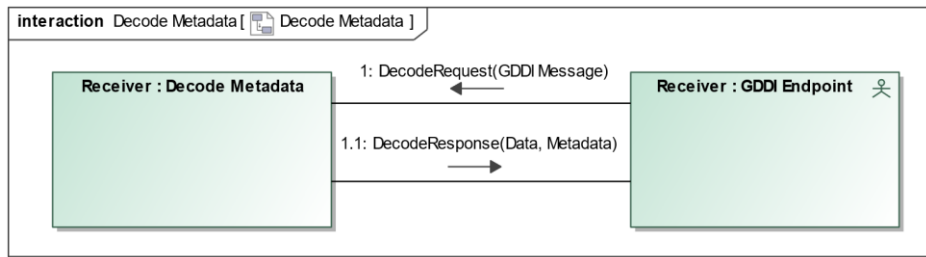 interaction Decode Metadata [ Decode Metadata ]
1: DecodeRequest(GDDI Message)
Receiver : Decode Metadata
Receiver : GDDI Endpoint
1.1: DecodeResponse(Data, Metadata)